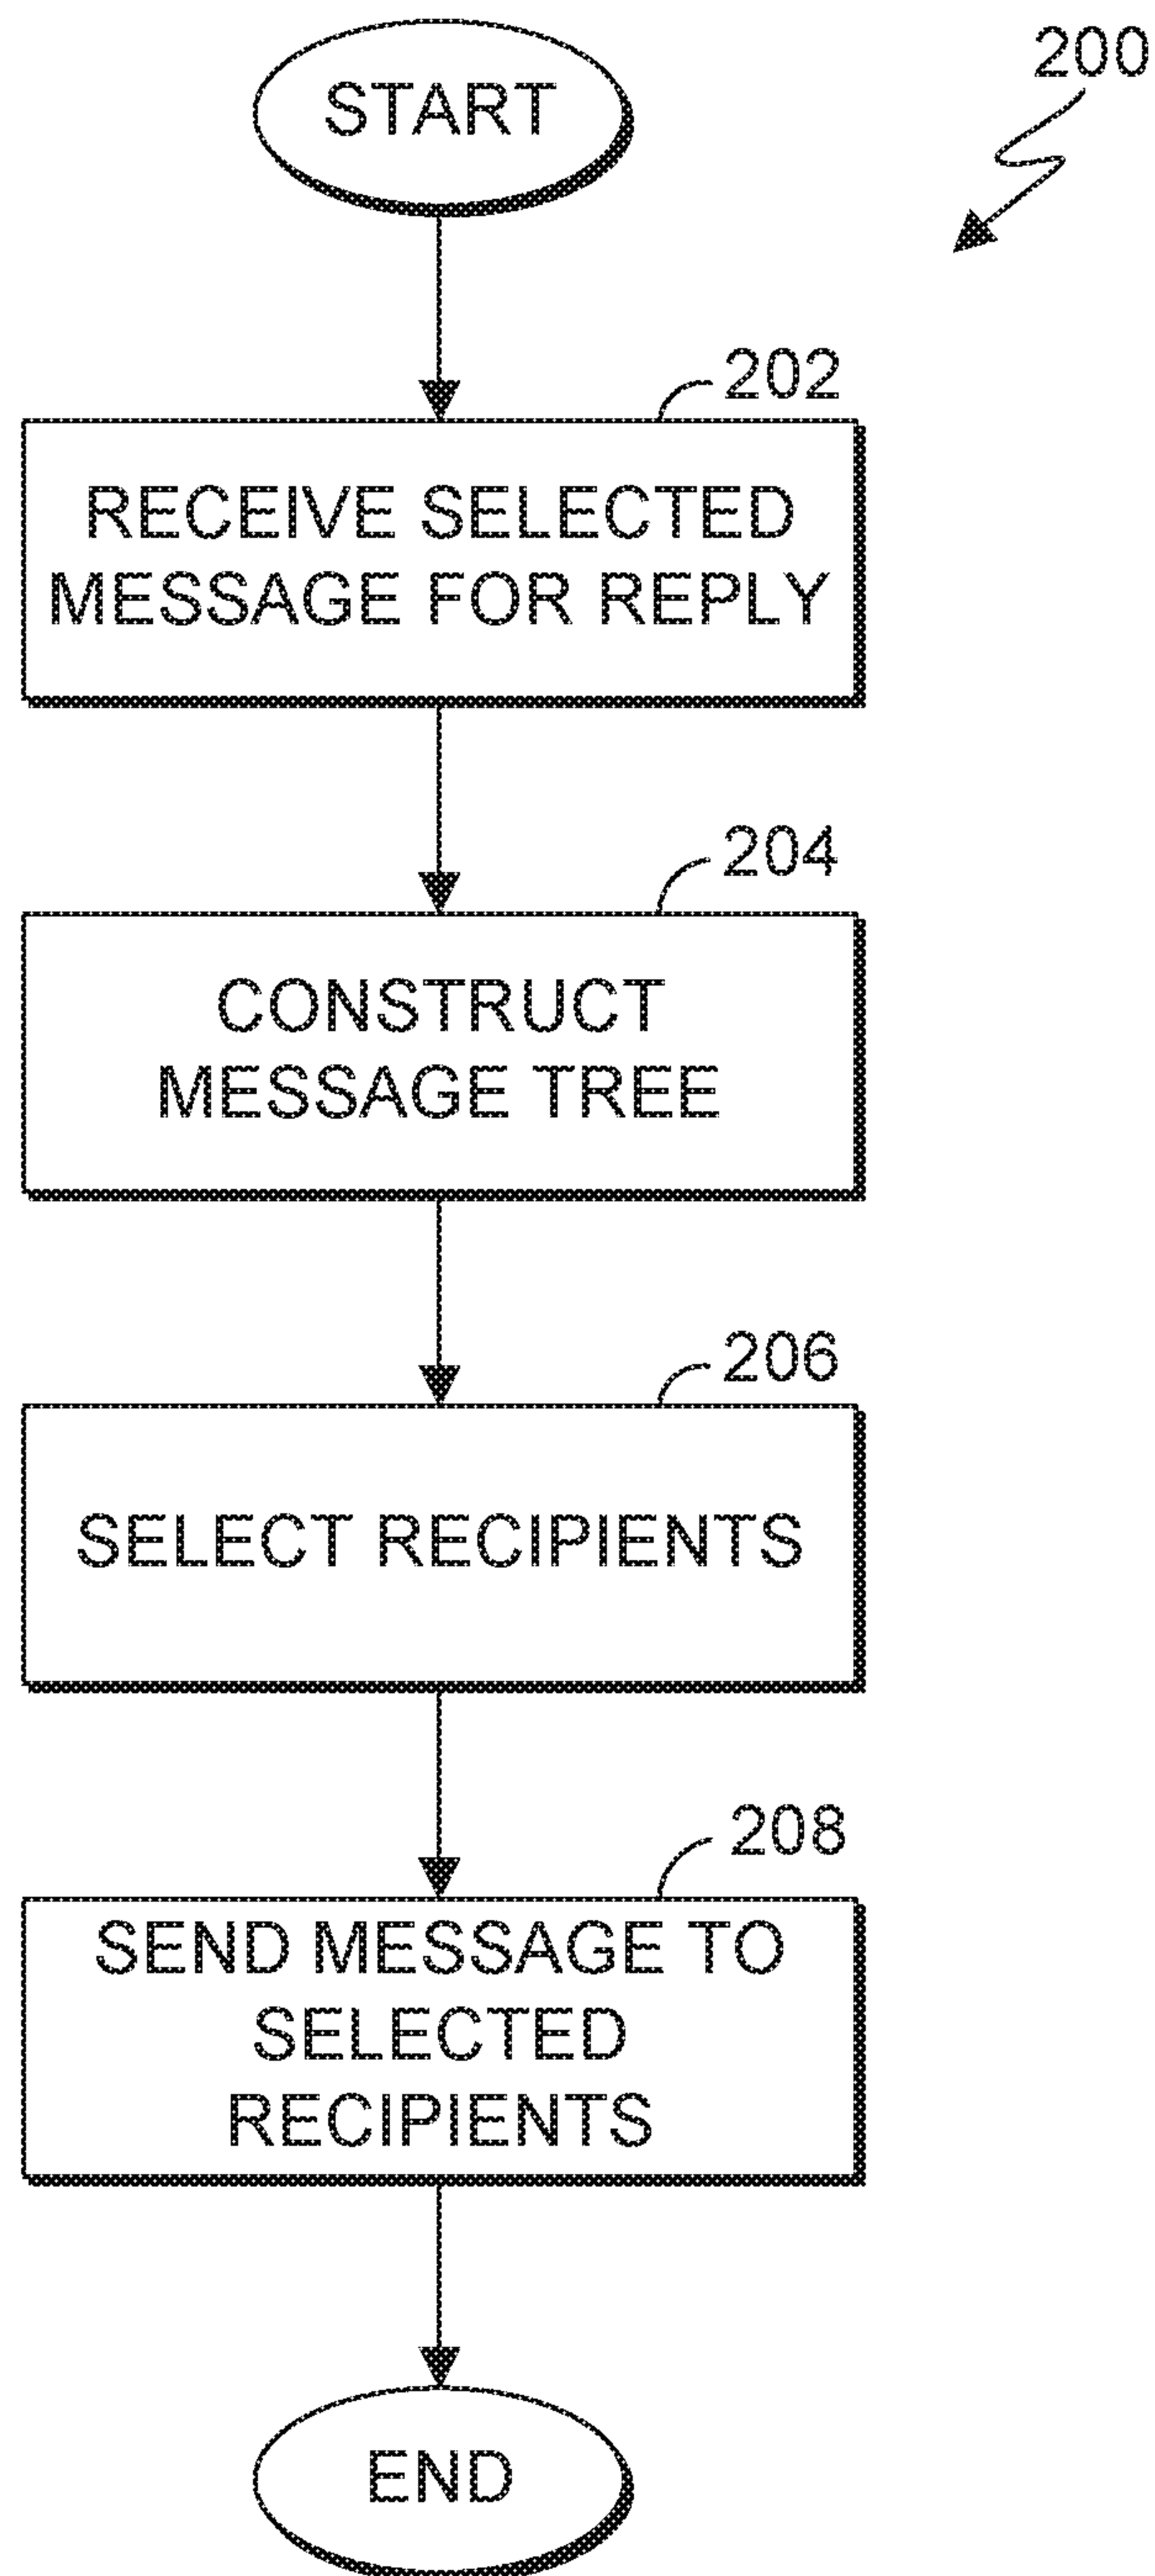 START
200
202
RECEIVE SELECTED
MESSAGE FOR REPLY
204
CONSTRUCT
MESSAGE TREE
206
SELECT RECIPIENTS
208
SEND MESSAGE TO
SELECTED
RECIPIENTS
END